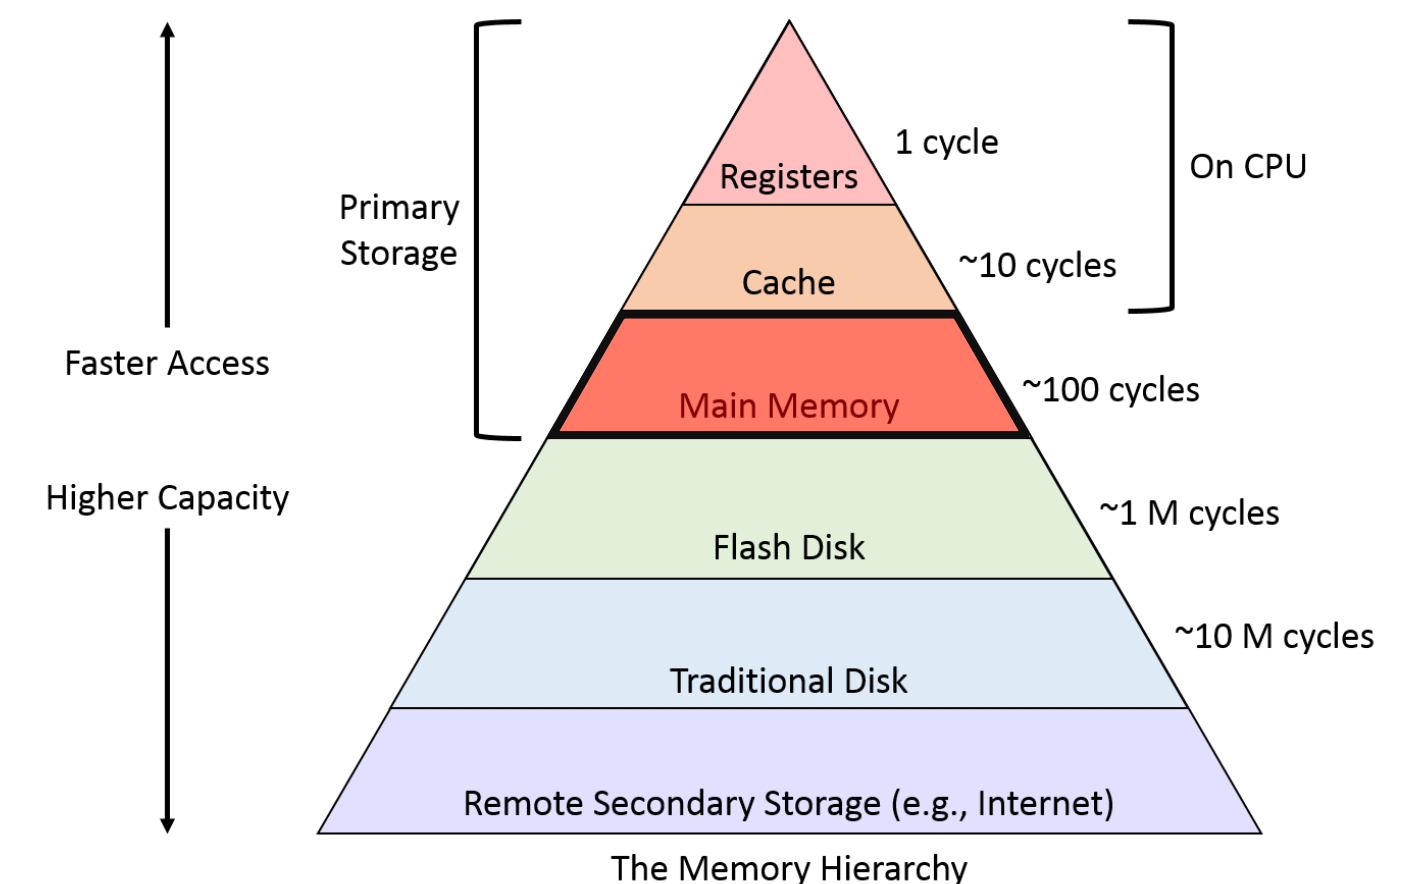 Registers
1 cycle
On CPU
Primary
Storage
Cache
~10 cycles
Faster Access
Main Memory
~100 cycles
Higher Capacity
Flash Disk
~1 M cycles
Traditional Disk
~10 M cycles
Remote Secondary Storage (e.g., Internet)
The Memory Hierarchy